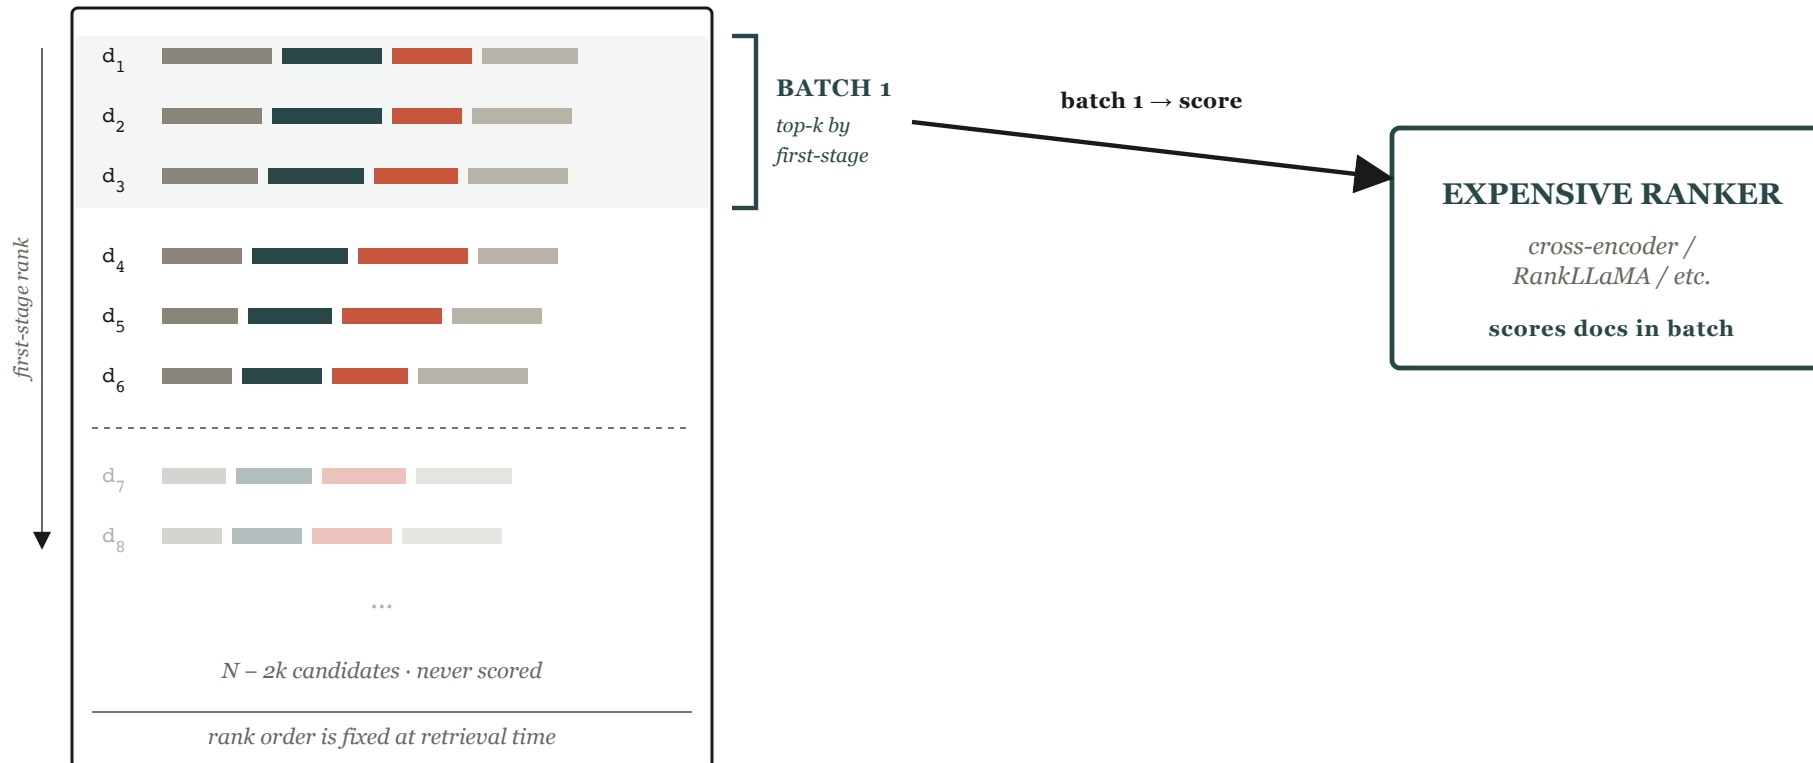 first-stage rank
d1
d2
d3
d4
d5
d6
d7
d8
...
N – 2k candidates · never scored
rank order is fixed at retrieval time
BATCH 1
top-k by
first-stage
batch 1 → score
EXPENSIVE RANKER
cross-encoder /
RankLLaMA / etc.
scores docs in batch